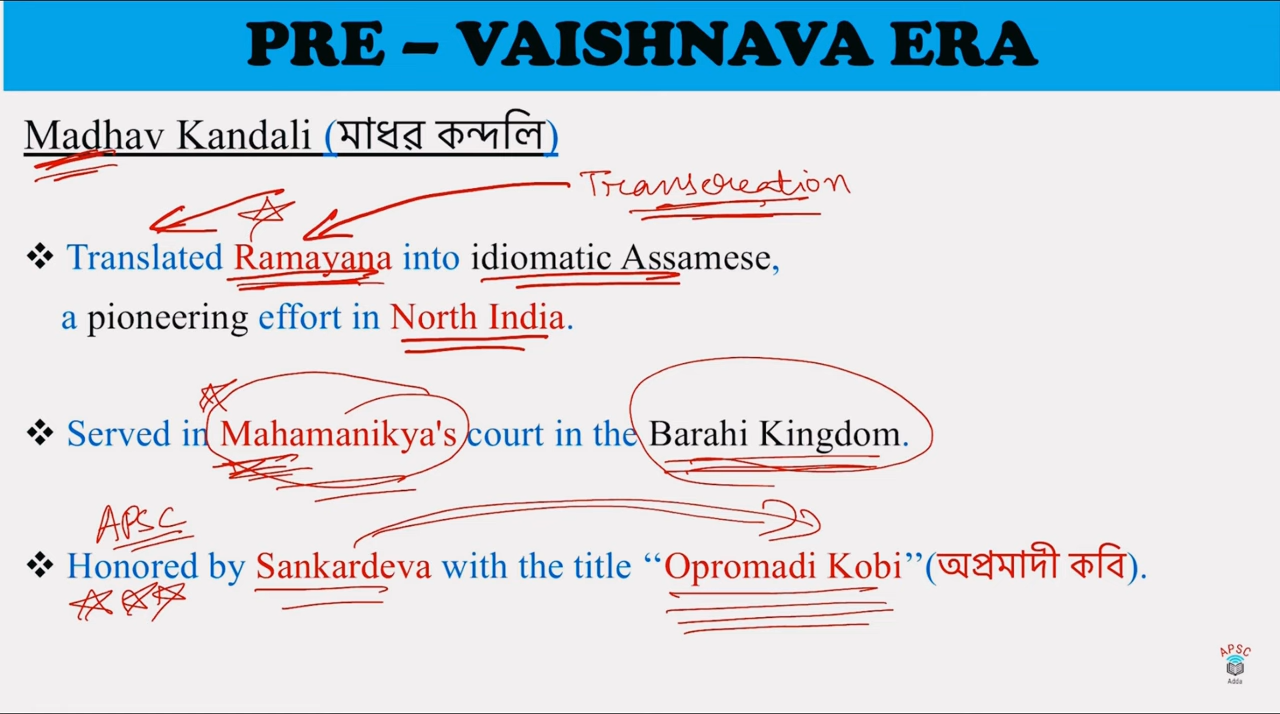 PRE – VAISHNAVA ERA
Madhav Kandali (মাধৱ কন্দলি)
Transcreation
❖ Translated Ramayana into idiomatic Assamese,
a pioneering effort in North India.
❖ Served in Mahamanikya's court in the Barahi Kingdom.
APSC
❖ Honored by Sankardeva with the title “Opromadi Kobi”(অপ্ৰমাদী কবি).
APSC
Adda